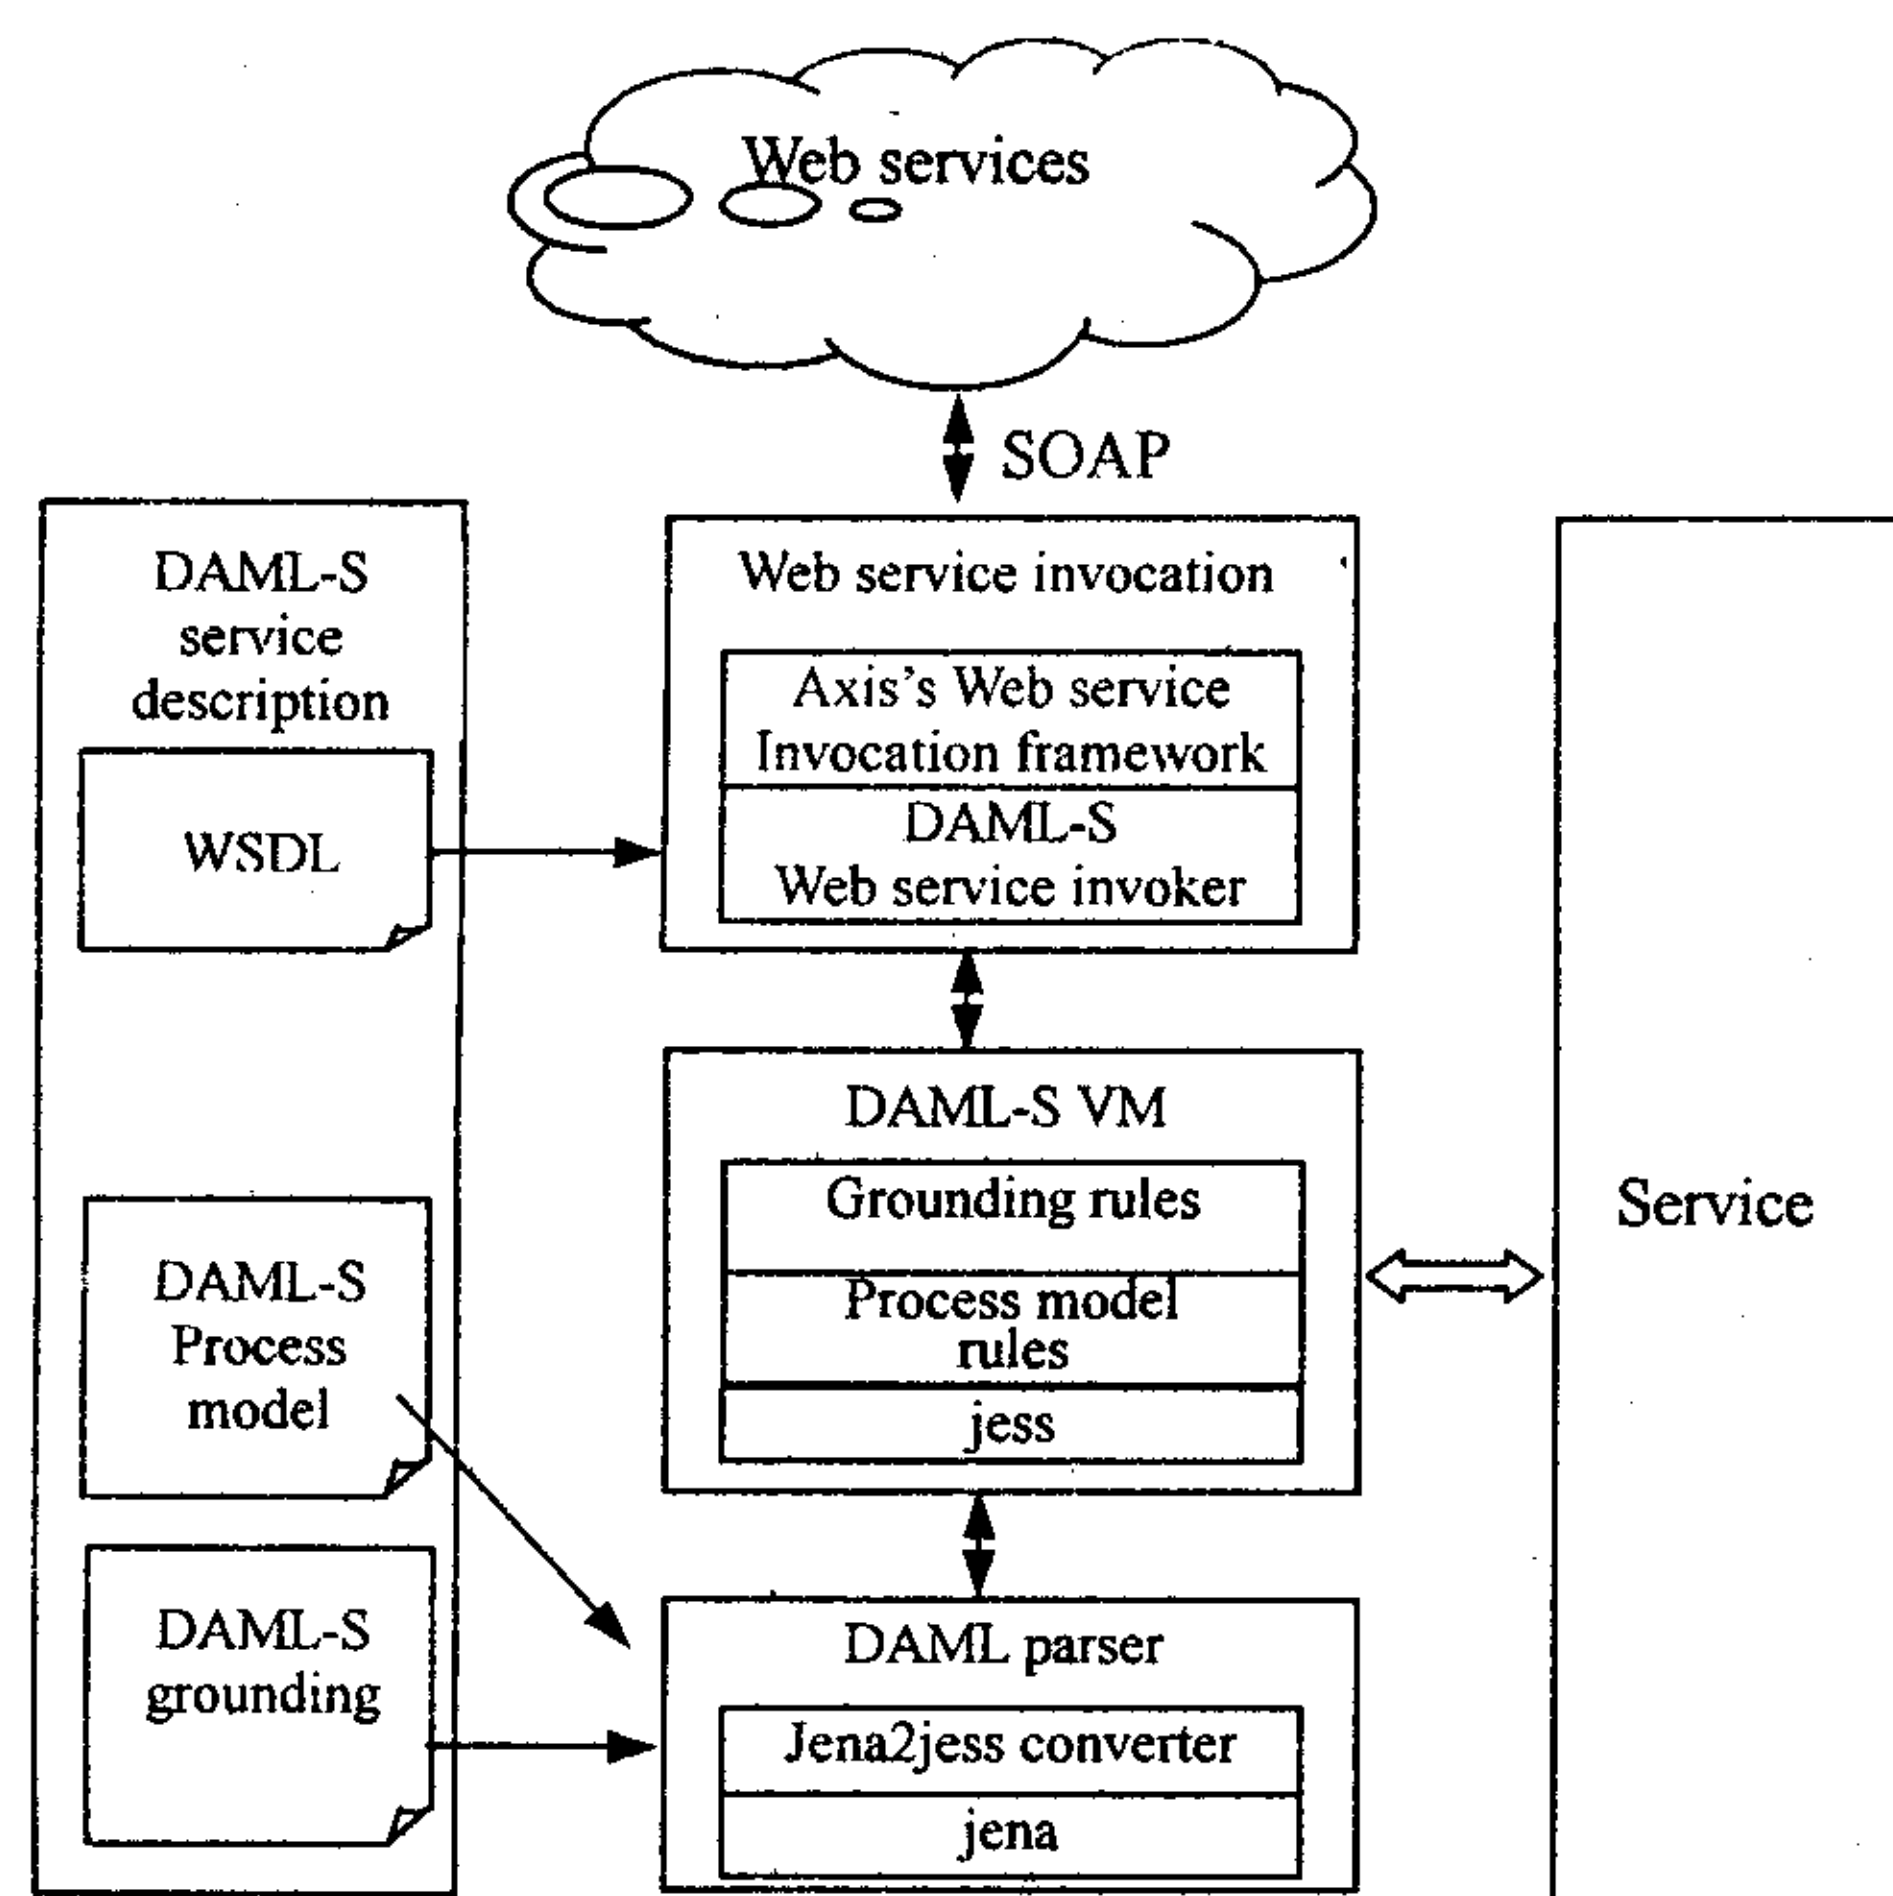 Web services
SOAP
DAML-S
service
description
WSDL
DAML-S
Process
model
DAML-S
grounding
Web service invocation
Axis's Web service
Invocation framework
DAML-S
Web service invoker
DAML-S VM
Grounding rules
Process model
rules
jess
DAML parser
Jena2jess converter
jena
Service